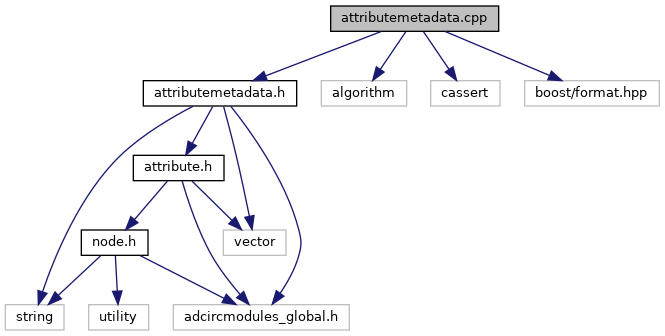 attributemetadata.cpp
attributemetadata.h
algorithm
cassert
boost/format.hpp
attribute.h
node.h
vector
string
utility
adcircmodules_global.h